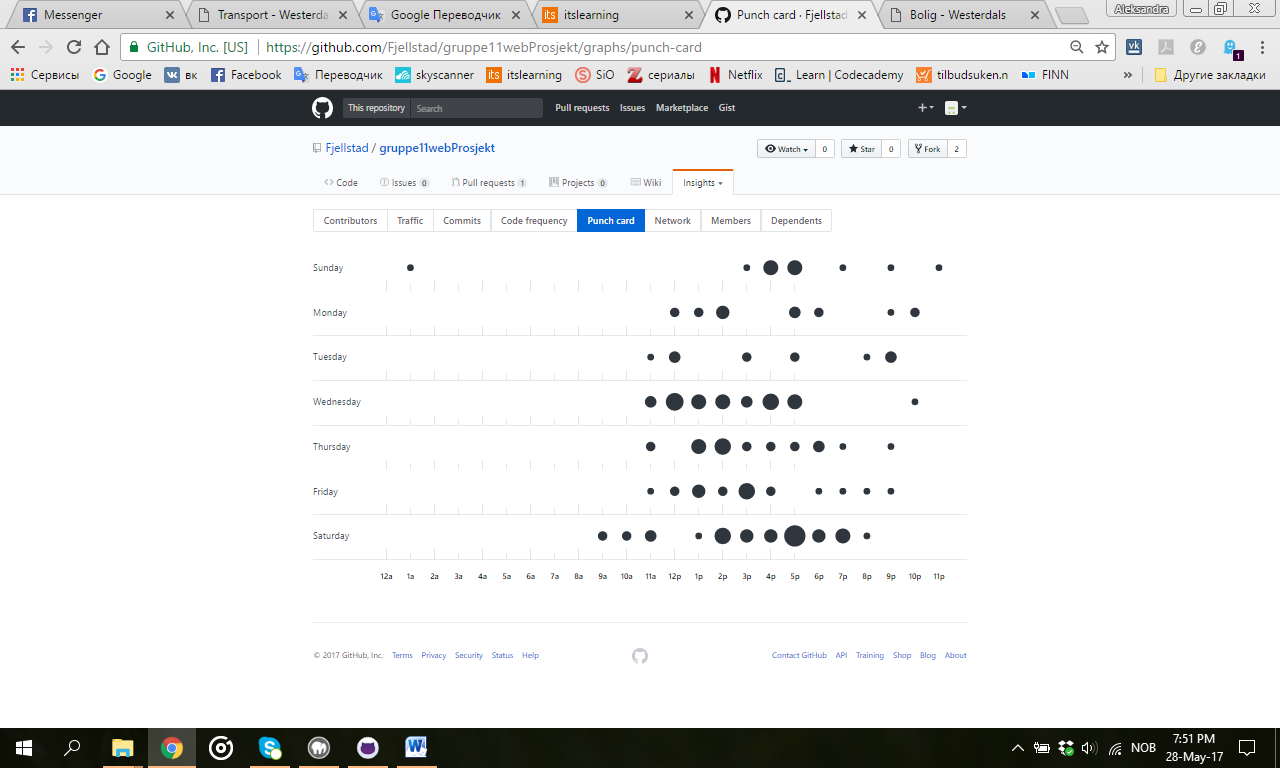 Messenger Transport - Westerda Google Переводчик itslearning Punch card · Fjellstad Bolig - Westerdals Aleksandra
GitHub, Inc. [US] https://github.com/Fjellstad/gruppe11webProsjekt/graphs/punch-card 1
Сервисы Google вк Facebook Переводчик skyscanner its itslearning SiO сериалы Netflix Learn | Codecademy tilbudsuken.n FINN » Другие закладки
This repository Search Pull requests Issues Marketplace Gist
Fjellstad / gruppe11webProsjekt Watch 0 Star 0 Fork 2
Code Issues 0 Pull requests 1 Projects 0 Wiki Insights
Contributors Traffic Commits Code frequency Punch card Network Members Dependents
Sunday
Monday
Tuesday
Wednesday
Thursday
Friday
Saturday
12a 1a 2a 3a 4a 5a 6a 7a 8a 9a 10a 11a 12p 1p 2p 3p 4p 5p 6p 7p 8p 9p 10p 11p
© 2017 GitHub, Inc. Terms Privacy Security Status Help Contact GitHub API Training Shop Blog About
NOB 7:51 PM
28-May-17